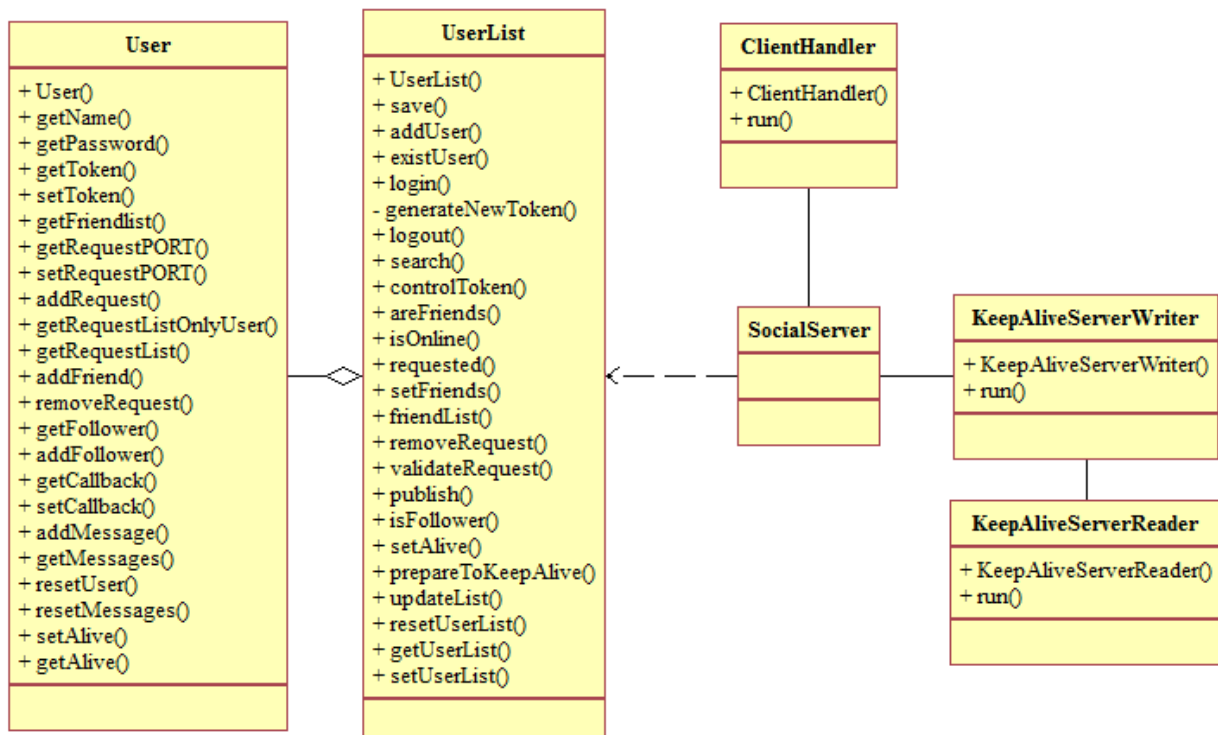 User
+ User()
+ getName()
+ getPassword()
+ getToken()
+ setToken()
+ getFriendlist()
+ getRequestPORT()
+ setRequestPORT()
+ addRequest()
+ getRequestListOnlyUser()
+ getRequestList()
+ addFriend()
+ removeRequest()
+ getFollower()
+ addFollower()
+ getCallback()
+ setCallback()
+ addMessage()
+ getMessages()
+ resetUser()
+ resetMessages()
+ setAlive()
+ getAlive()
UserList
+ UserList()
+ save()
+ addUser()
+ existUser()
+ login()
- generateNewToken()
+ logout()
+ search()
+ controlToken()
+ areFriends()
+ isOnline()
+ requested()
+ setFriends()
+ friendList()
+ removeRequest()
+ validateRequest()
+ publish()
+ isFollower()
+ setAlive()
+ prepareToKeepAlive()
+ updateList()
+ resetUserList()
+ getUserList()
+ setUserList()
ClientHandler
+ ClientHandler()
+ run()
SocialServer
KeepAliveServerWriter
+ KeepAliveServerWriter()
+ run()
KeepAliveServerReader
+ KeepAliveServerReader()
+ run()